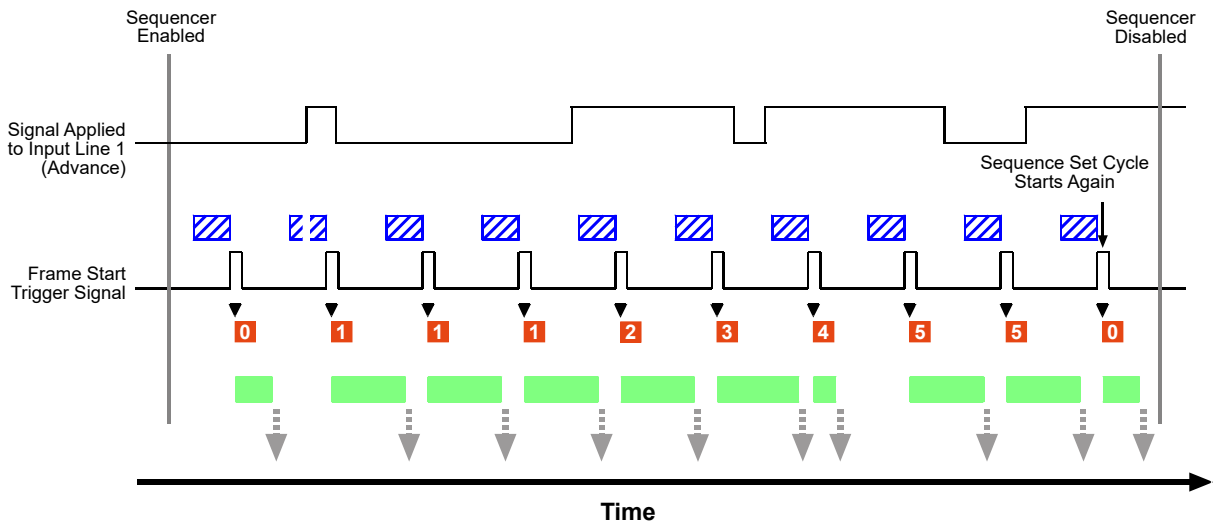 Sequencer
Enabled
Sequencer
Disabled
Signal Applied
to Input Line 1
(Advance)
Sequence Set Cycle
Starts Again
Frame Start
Trigger Signal
0
1
1
1
2
3
4
5
5
0
Time